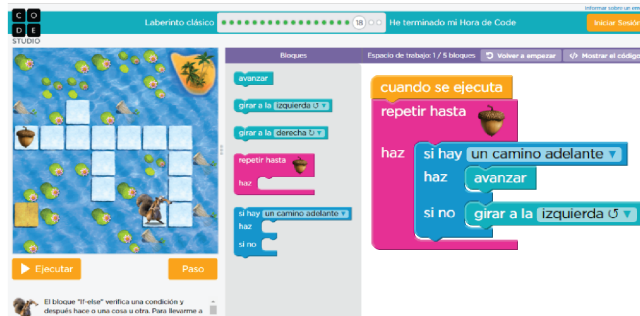 informar sobre un
C O
D E
STUDIO
Laberinto clásico
18
He terminado mi Hora de Code
Iniciar Sesión
Bloques
Espacio de trabajo: 1 / 5 bloques
Volver a empezar
</> Mostrar el código
avanzar
girar a la izquierda ↺ ▼
girar a la derecha ↻ ▼
repetir hasta
haz
si hay un camino adelante ▼
haz
si no
cuando se ejecuta
repetir hasta
haz
si hay un camino adelante ▼
haz avanzar
si no girar a la izquierda ↺ ▼
Ejecutar
Paso
El bloque "If-else" verifica una condición y
después hace o una cosa u otra. Para llevarme a